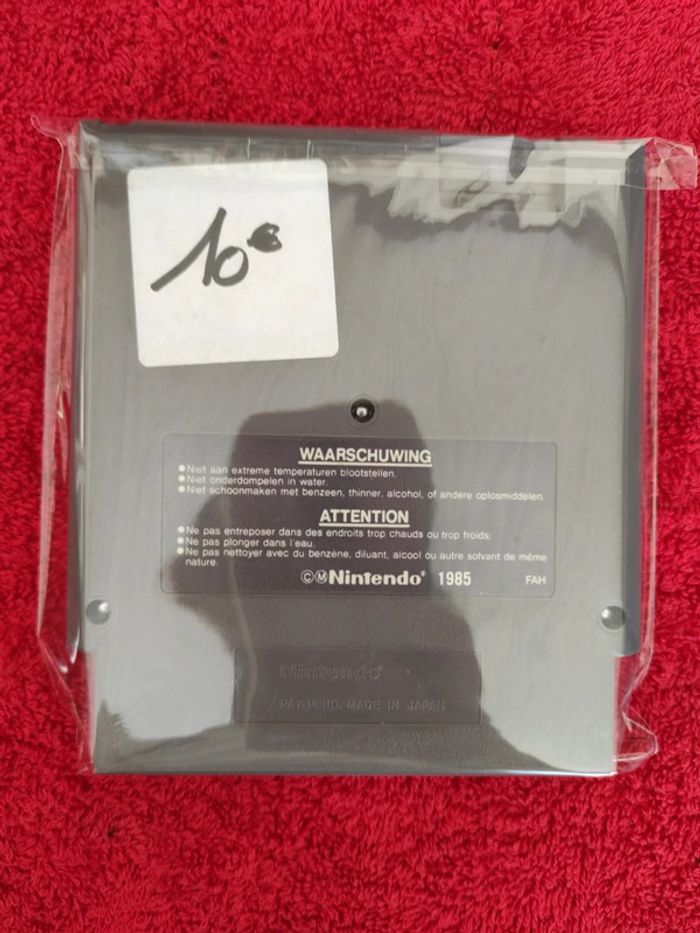 10€
WAARSCHUWING
●Niet aan extreme temperaturen blootstellen.
●Niet onderdompelen in water.
●Niet schoonmaken met benzeen, thinner, alcohol, of andere oplosmiddelen.
ATTENTION
●Ne pas entreposer dans des endroits trop chauds ou trop froids;
●Ne pas plonger dans l'eau.
●Ne pas nettoyer avec du benzène, diluant, alcool ou autre solvant de même
nature.
©MNintendo® 1985 FAH
Nintendo®
PAT. PEND. MADE IN JAPAN